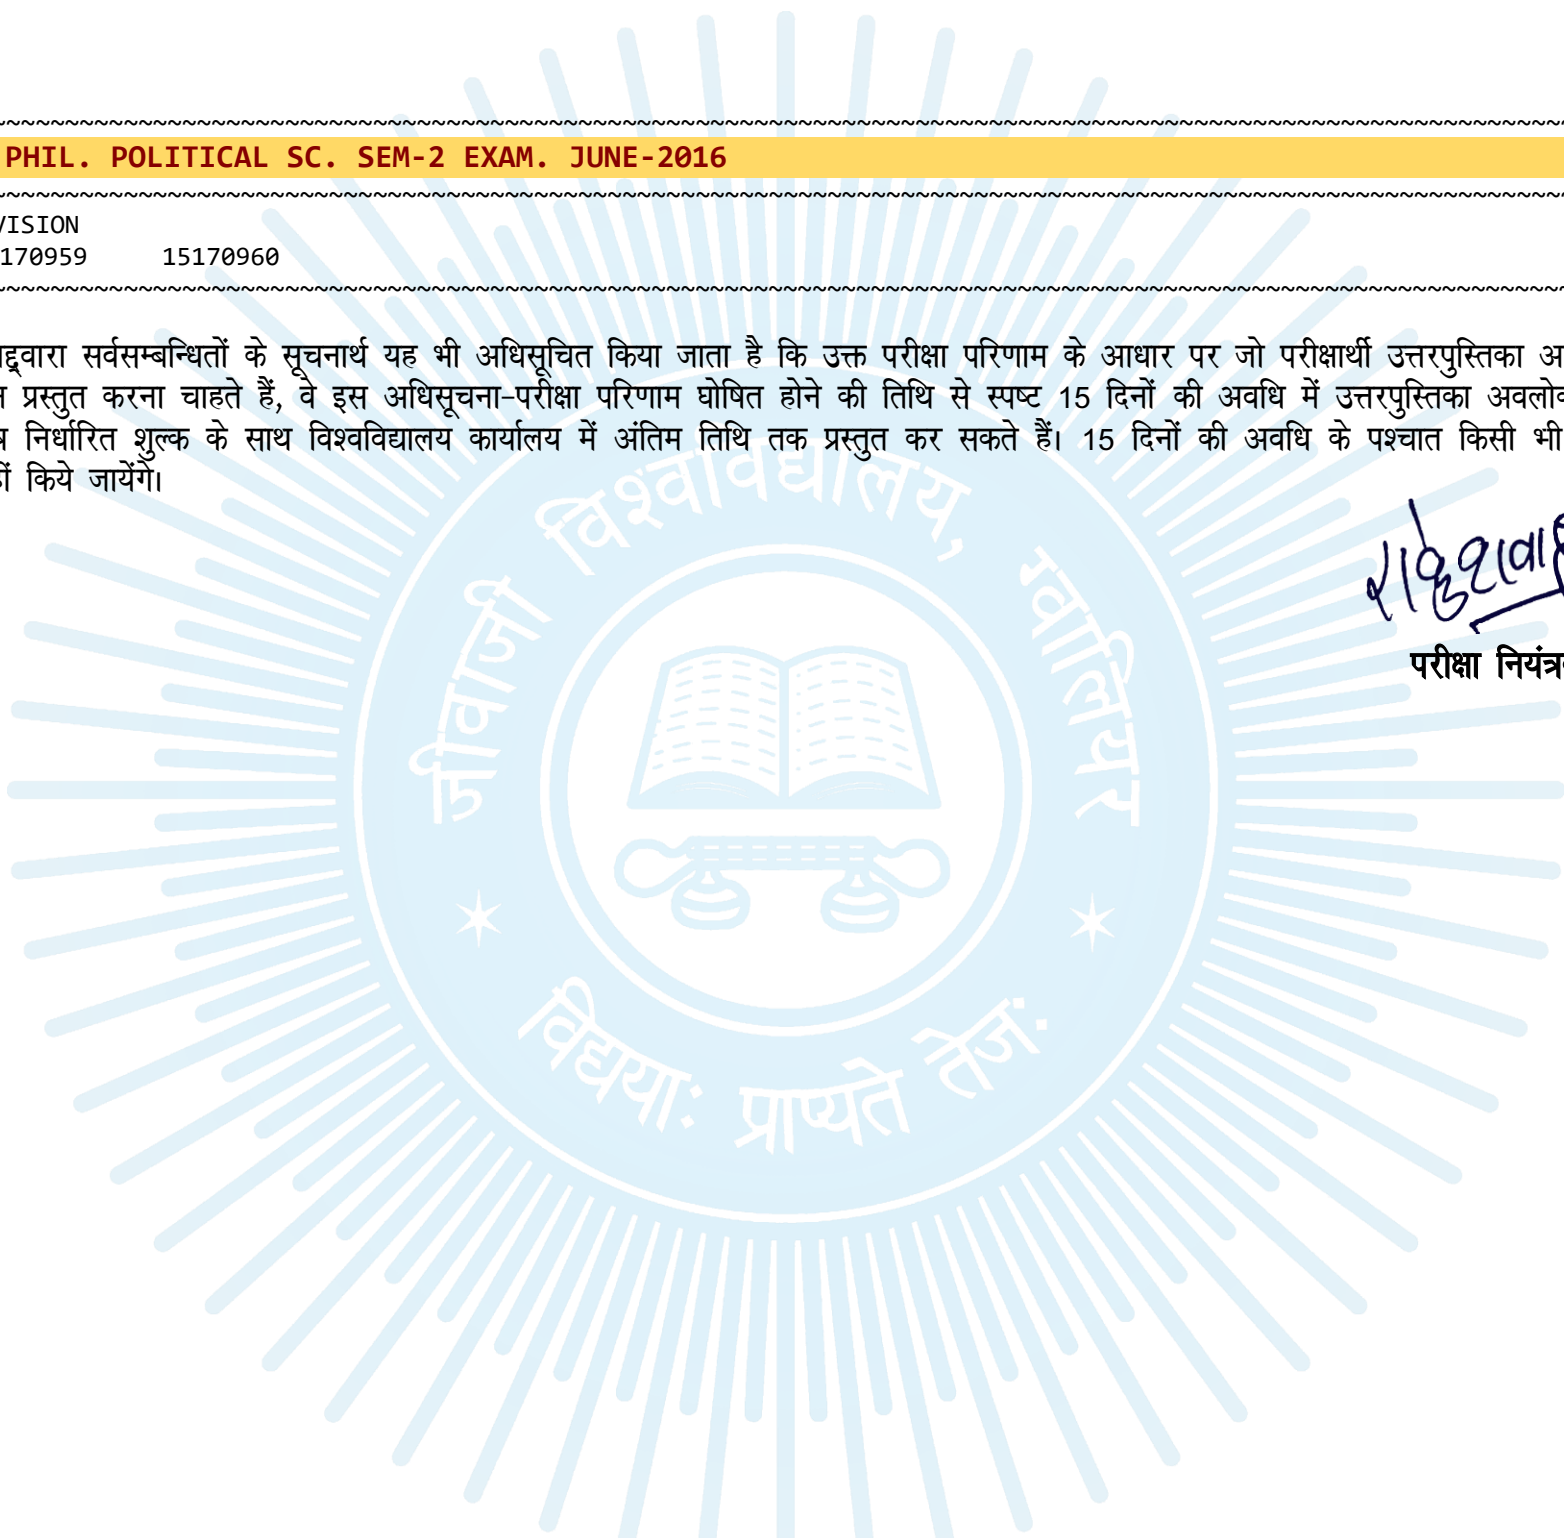 PHIL. POLITICAL SC. SEM-2 EXAM. JUNE-2016
VISION
170959 15170960
द्वारा सर्वसम्बन्धितों के सूचनार्थ यह भी अधिसूचित किया जाता है कि उक्त परीक्षा परिणाम के आधार पर जो परीक्षार्थी उत्तरपुस्तिका अ
प्रस्तुत करना चाहते हैं, वे इस अधिसूचना-परीक्षा परिणाम घोषित होने की तिथि से स्पष्ट 15 दिनों की अवधि में उत्तरपुस्तिका अवलो
निर्धारित शुल्क के साथ विश्वविद्यालय कार्यालय में अंतिम तिथि तक प्रस्तुत कर सकते हैं। 15 दिनों की अवधि के पश्चात किसी भी
किये जायेंगे।
परीक्षा नियंत्र
जीवाजी विश्वविद्यालय, ग्वालियर
विद्यया: प्राप्यते तेज: